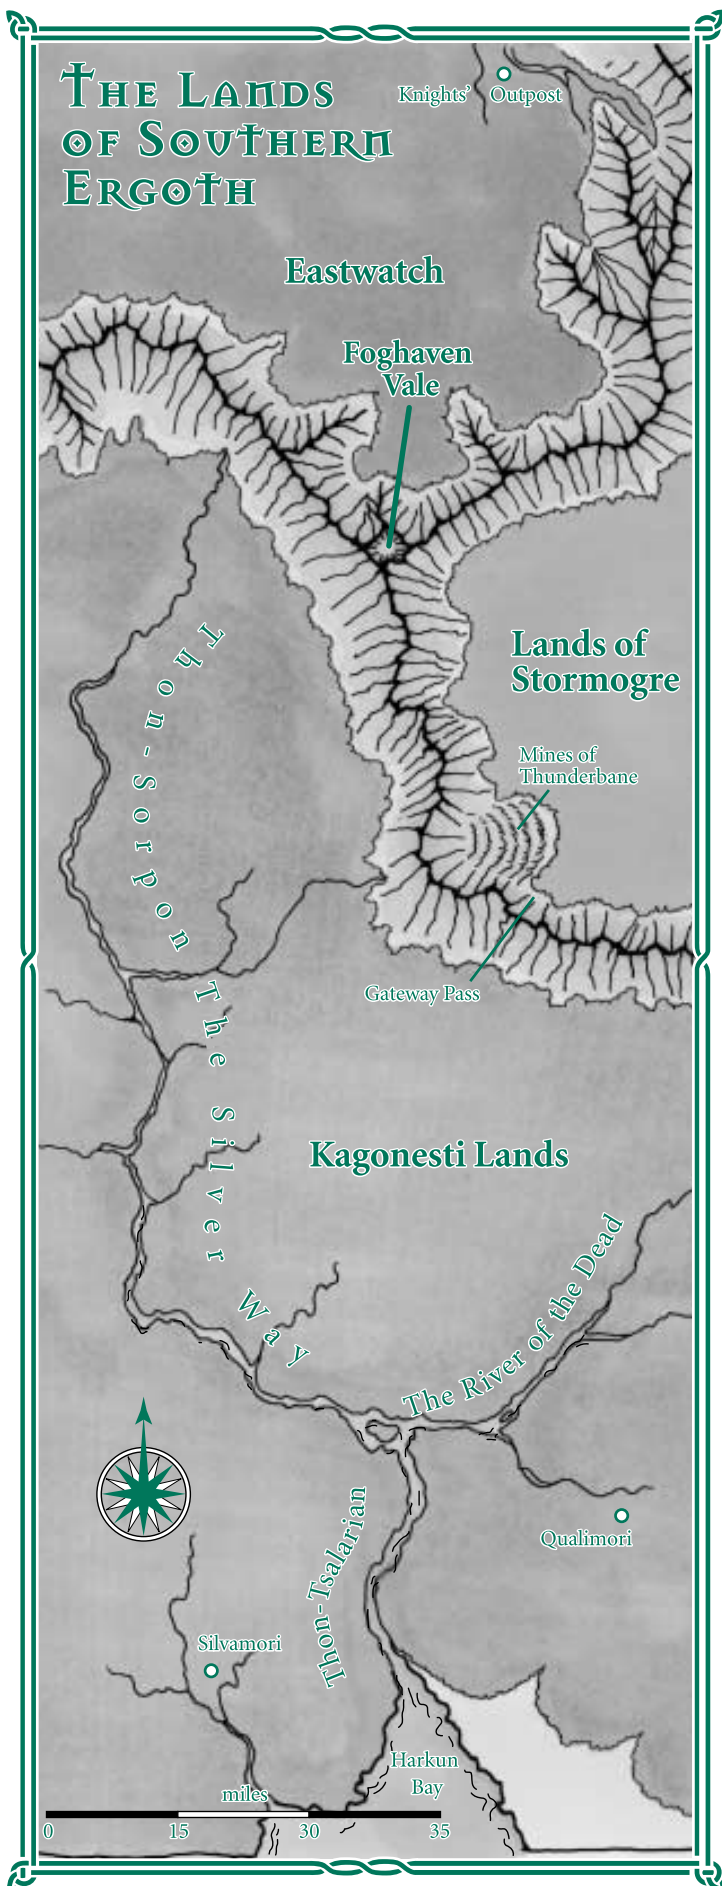 The Lands
of Southern
Ergoth
Knights' Outpost
Eastwatch
Foghaven
Vale
Thon-Sorpon
Lands of
Stormogre
Mines of
Thunderbane
Gateway Pass
The Silver Way
Kagonesti Lands
The River of the Dead
Qualimori
Thon-Tsalarian
Silvamori
Harkun
Bay
miles
0 15 30 35